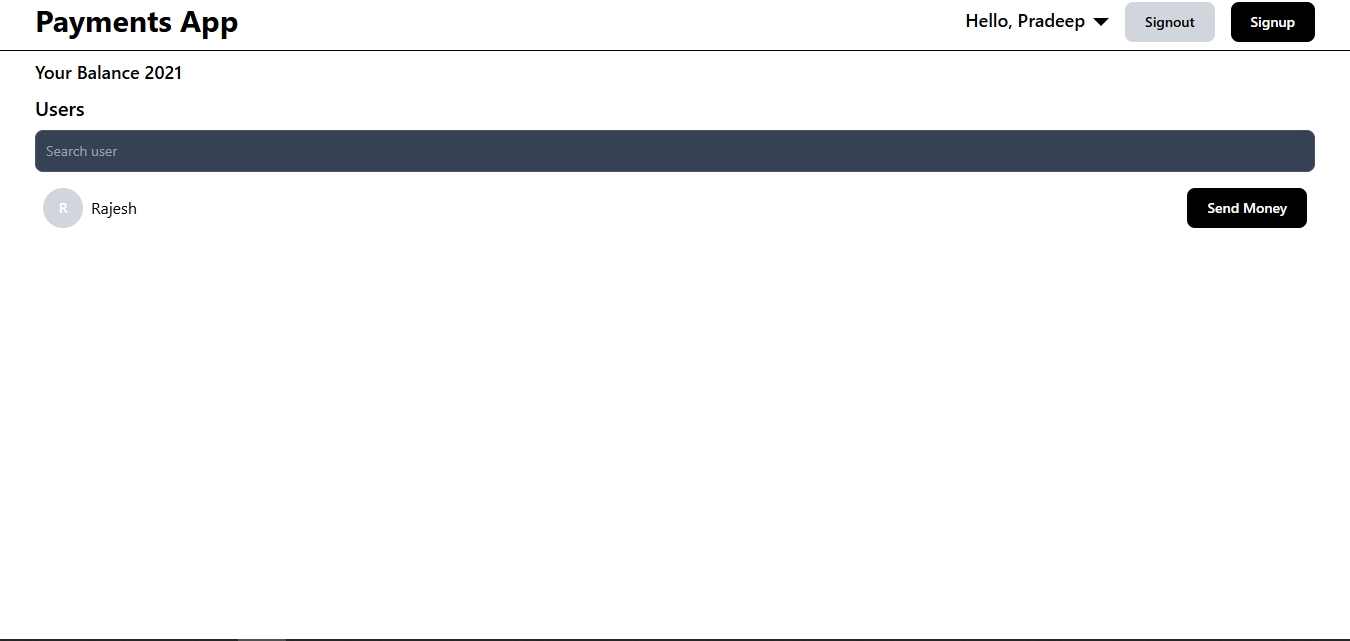 Payments App
Hello, Pradeep
Signout
Signup
Your Balance 2021
Users
Search user
R
Rajesh
Send Money